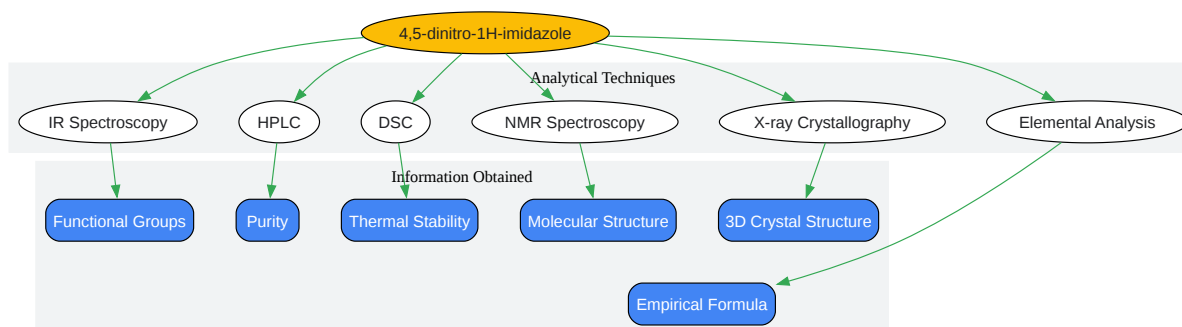 4,5-dinitro-1H-imidazole
Analytical Techniques
IR Spectroscopy
HPLC
DSC
NMR Spectroscopy
X-ray Crystallography
Elemental Analysis
Information Obtained
Functional Groups
Purity
Thermal Stability
Molecular Structure
3D Crystal Structure
Empirical Formula